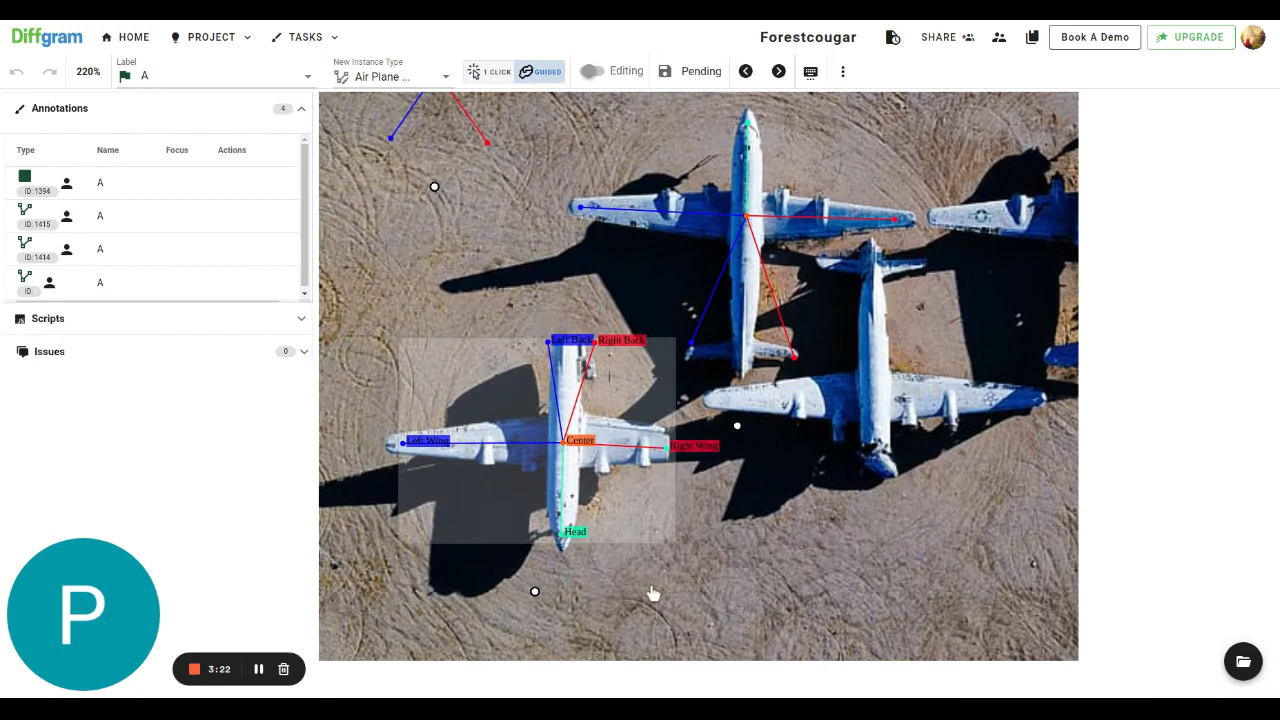 Diffgram HOME PROJECT TASKS Forestcougar SHARE Book A Demo UPGRADE
220% Label A New Instance Type Air Plane ... 1 CLICK GUIDED Editing Pending
Annotations 4
Type Name Focus Actions
ID: 1394 A
ID: 1415 A
ID: 1414 A
ID: A
Scripts
Issues 0
Left Back Right Back
Left Wing Center Right Wing
Head
P
3:22